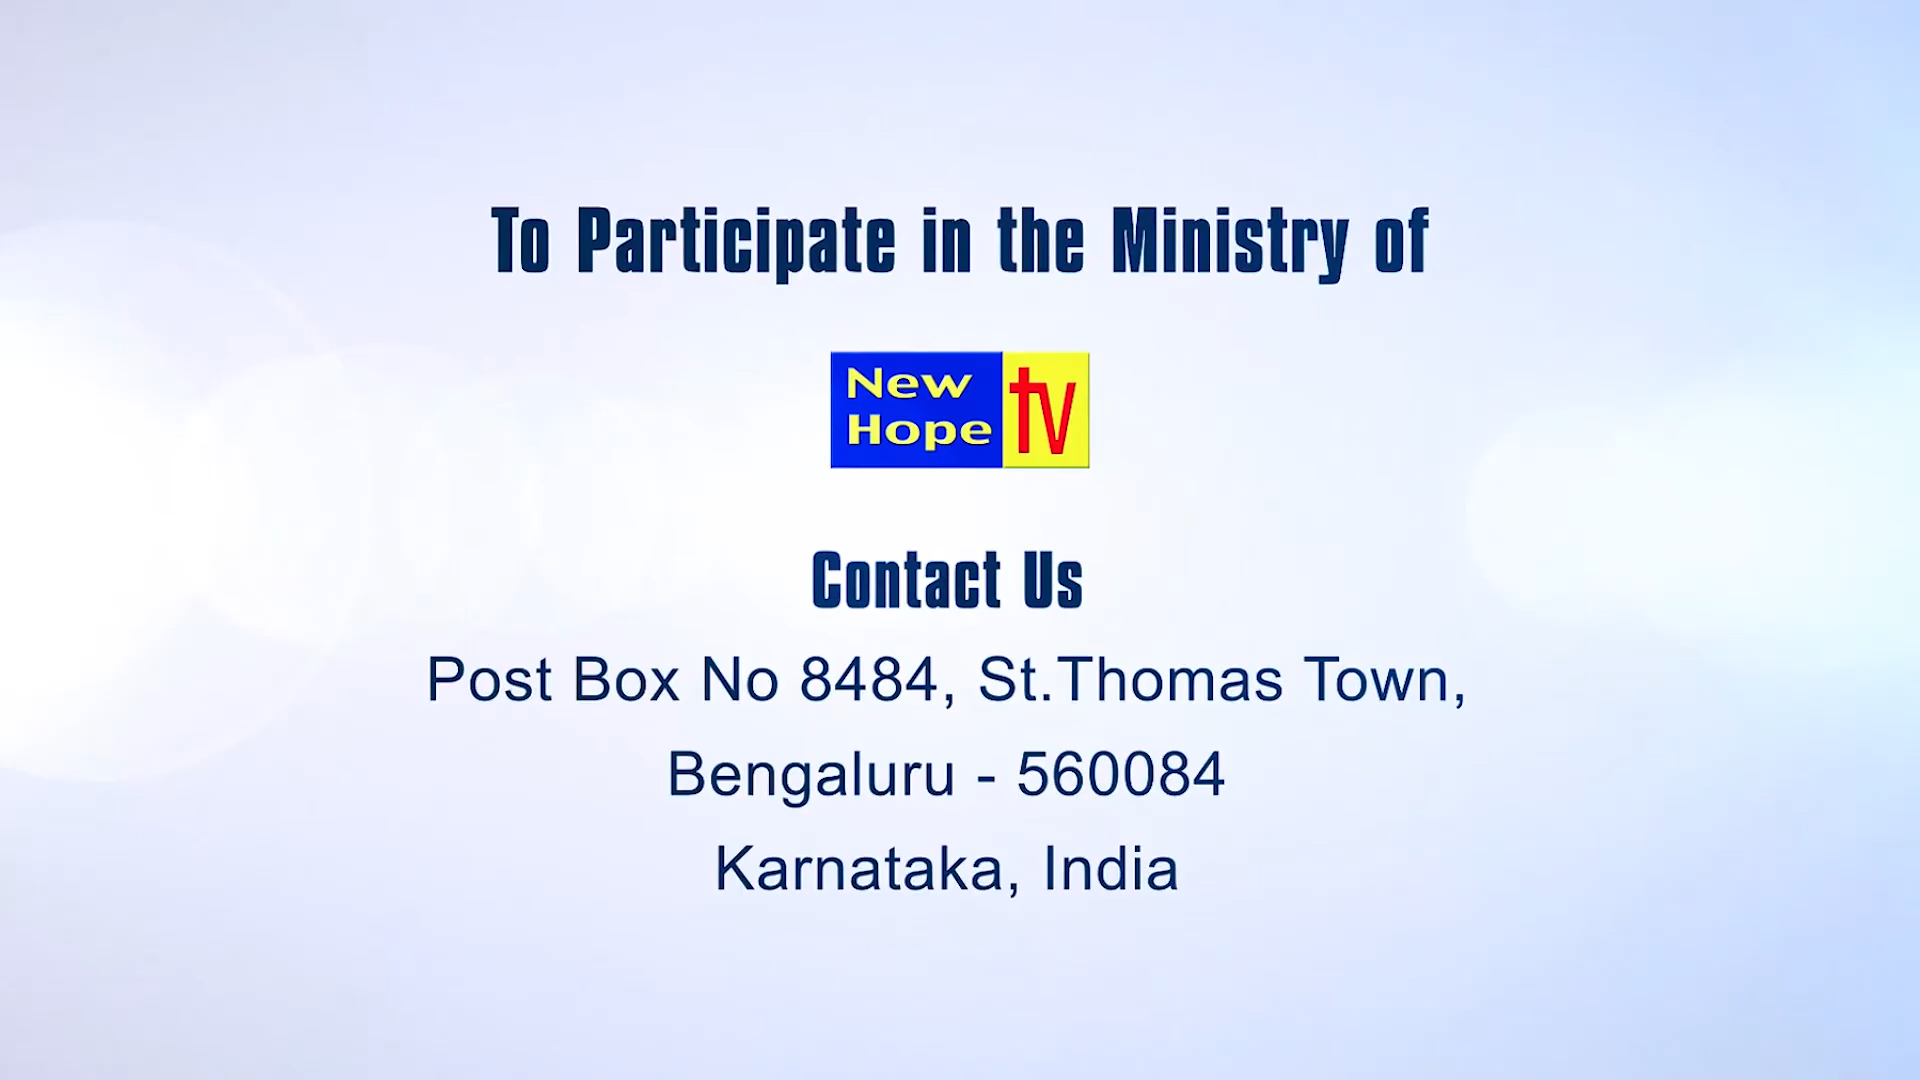 To Participate in the Ministry of
New
Hope
tv
Contact Us
Post Box No 8484, St.Thomas Town,
Bengaluru - 560084
Karnataka, India